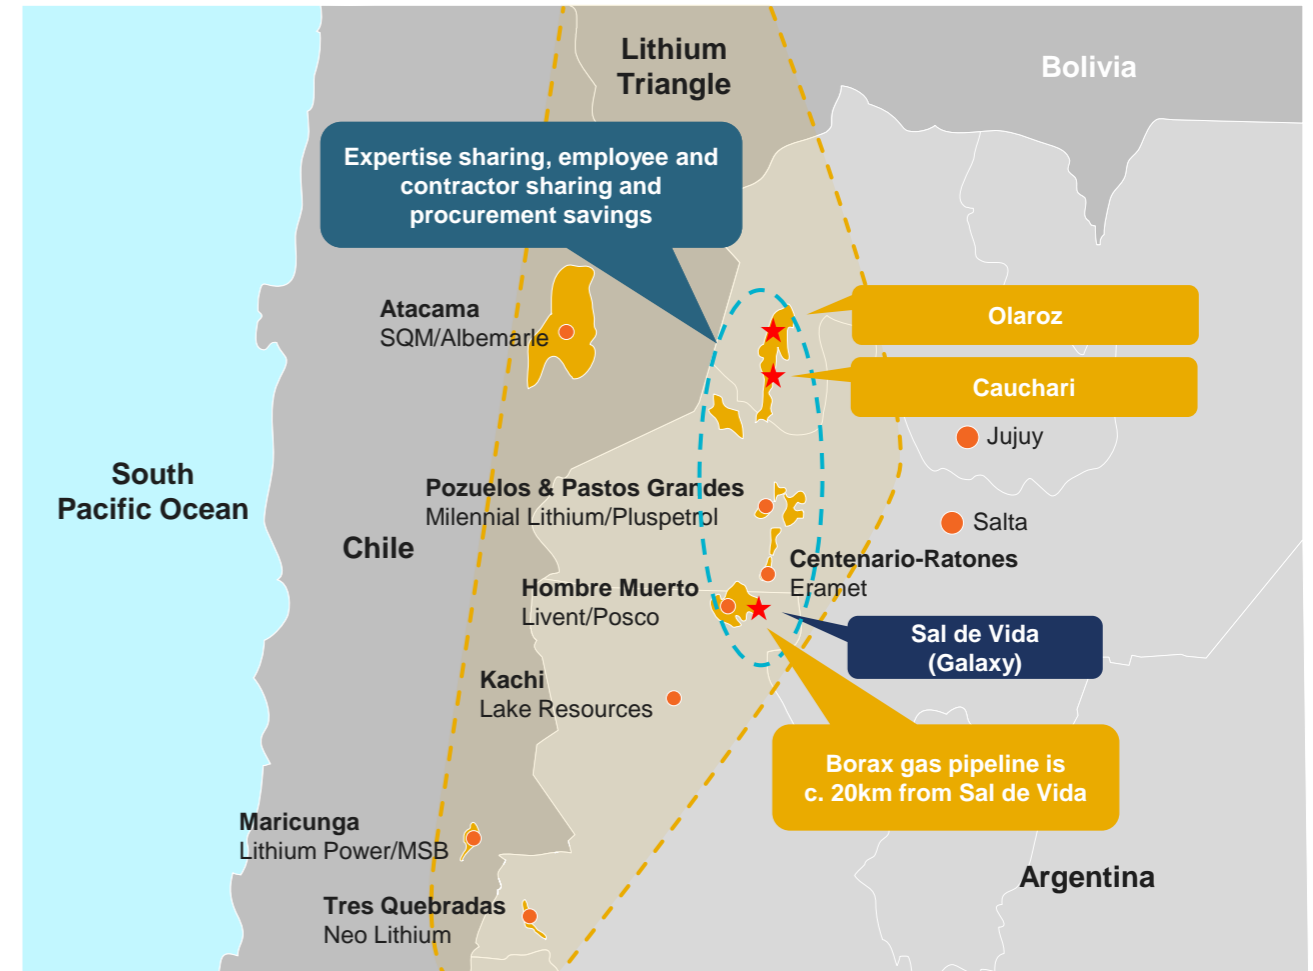 Lithium
Triangle
Bolivia
Expertise sharing, employee and
contractor sharing and
procurement savings
Atacama
SQM/Albemarle
Olaroz
Cauchari
Jujuy
South
Pacific Ocean
Pozuelos & Pastos Grandes
Milennial Lithium/Pluspetrol
Salta
Chile
Centenario-Ratones
Eramet
Hombre Muerto
Livent/Posco
Sal de Vida
(Galaxy)
Kachi
Lake Resources
Borax gas pipeline is
c. 20km from Sal de Vida
Maricunga
Lithium Power/MSB
Argentina
Tres Quebradas
Neo Lithium